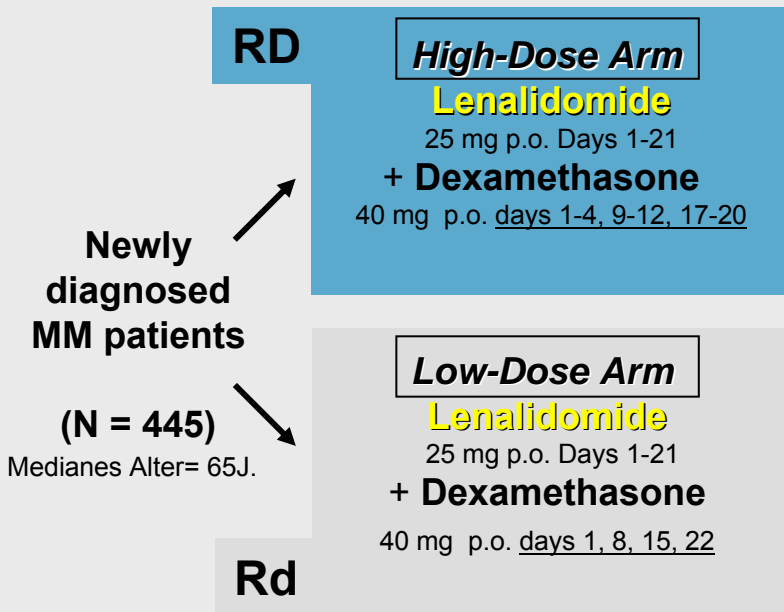 RD
High-Dose Arm
Lenalidomide
25 mg p.o. Days 1-21
+ Dexamethasone
40 mg  p.o. days 1-4, 9-12, 17-20
Newly
diagnosed
MM patients
(N = 445)
Medianes Alter= 65J.
Low-Dose Arm
Lenalidomide
25 mg p.o. Days 1-21
+ Dexamethasone
40 mg  p.o. days 1, 8, 15, 22
Rd